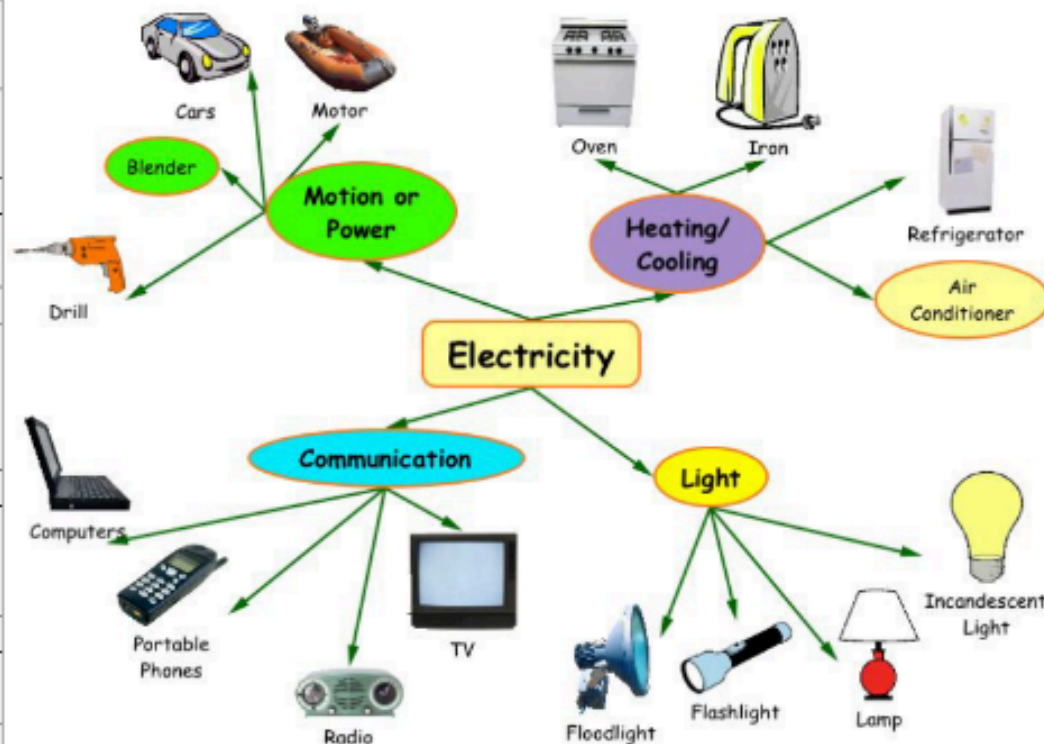 Cars
Motor
Blender
Motion or
Power
Drill
Oven
Iron
Heating/
Cooling
Refrigerator
Air
Conditioner
Electricity
Communication
Computers
Portable
Phones
Radio
TV
Light
Floodlight
Flashlight
Lamp
Incandescent
Light